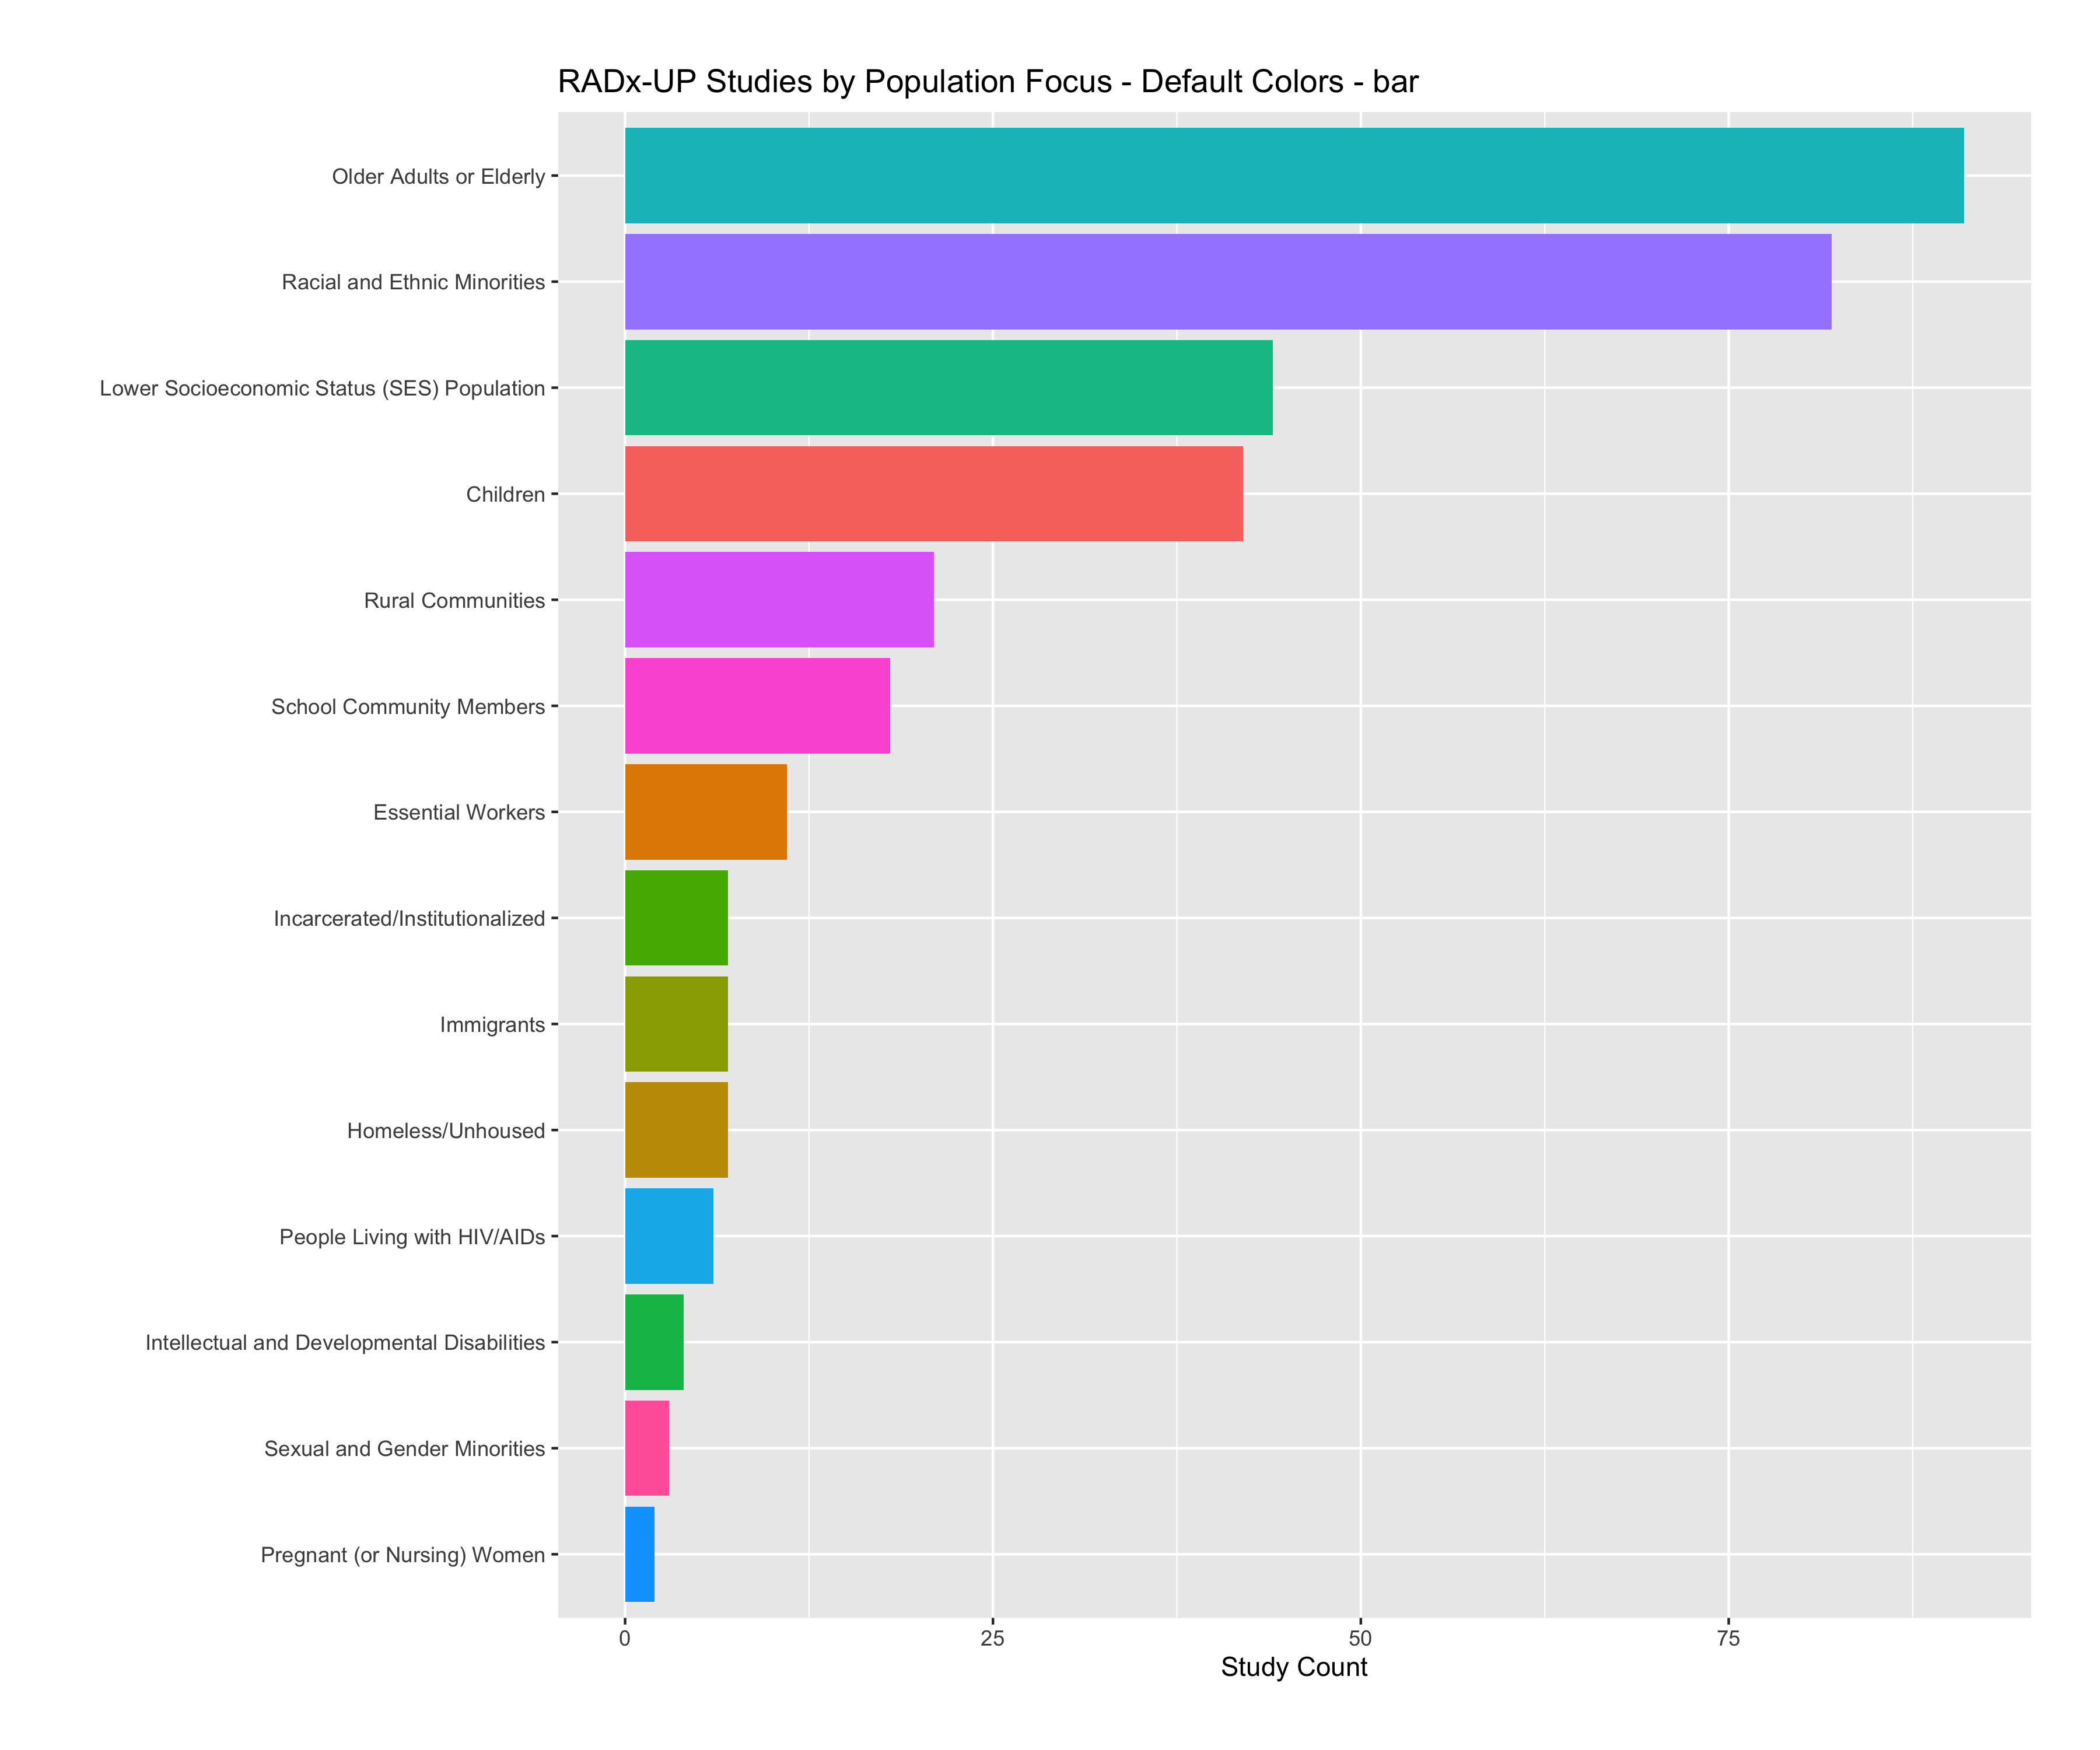 RADx-UP Studies by Population Focus - Default Colors - bar
Older Adults or Elderly
Racial and Ethnic Minorities
Lower Socioeconomic Status (SES) Population
Children
Rural Communities
School Community Members
Essential Workers
Incarcerated/Institutionalized
Immigrants
Homeless/Unhoused
People Living with HIV/AIDs
Intellectual and Developmental Disabilities
Sexual and Gender Minorities
Pregnant (or Nursing) Women
0 25 50 75
Study Count